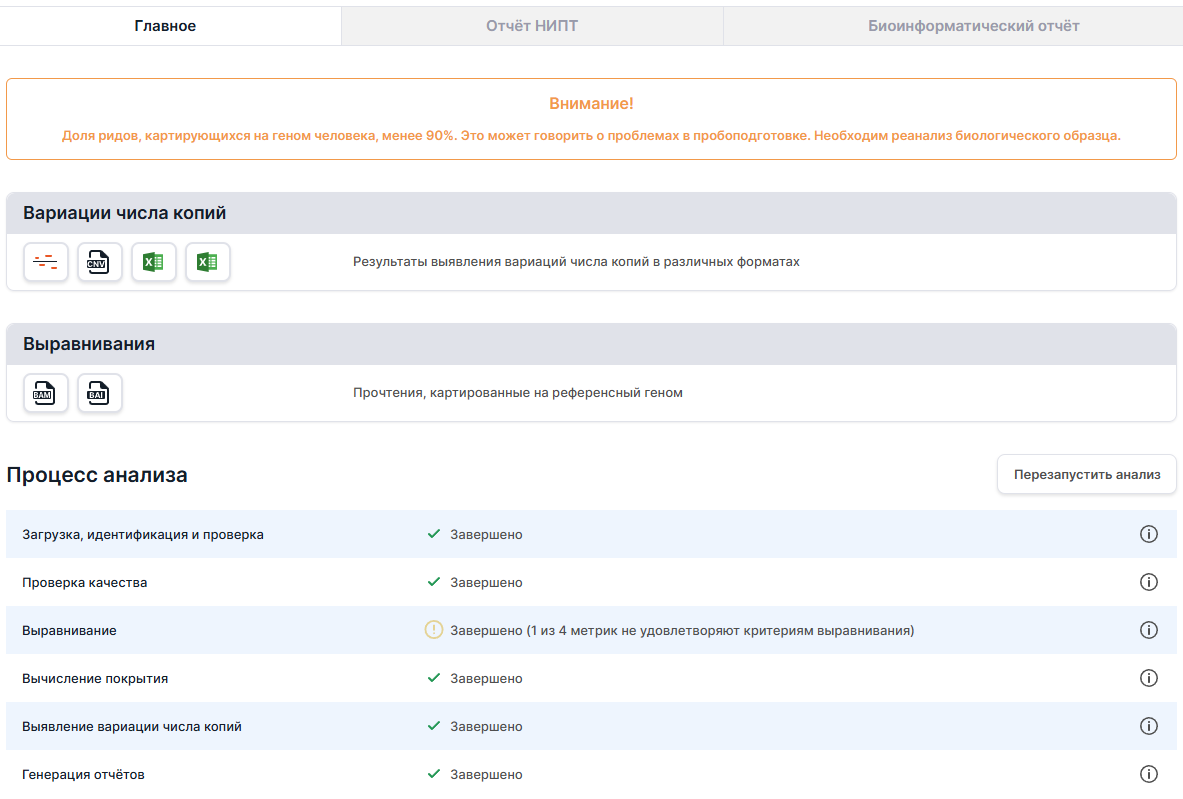 Главное
Отчёт НИПТ
Биоинформатический отчёт
Внимание!
Доля ридов, картирующихся на геном человека, менее 90%. Это может говорить о проблемах в пробоподготовке. Необходим реанализ биологического образца.
Вариации числа копий
CNV
X
X
Результаты выявления вариаций числа копий в различных форматах
Выравнивания
BAM
BAI
Прочтения, картированные на референсный геном
Процесс анализа
Перезапустить анализ
Загрузка, идентификация и проверка
Завершено
Проверка качества
Завершено
Выравнивание
Завершено (1 из 4 метрик не удовлетворяют критериям выравнивания)
Вычисление покрытия
Завершено
Выявление вариации числа копий
Завершено
Генерация отчётов
Завершено